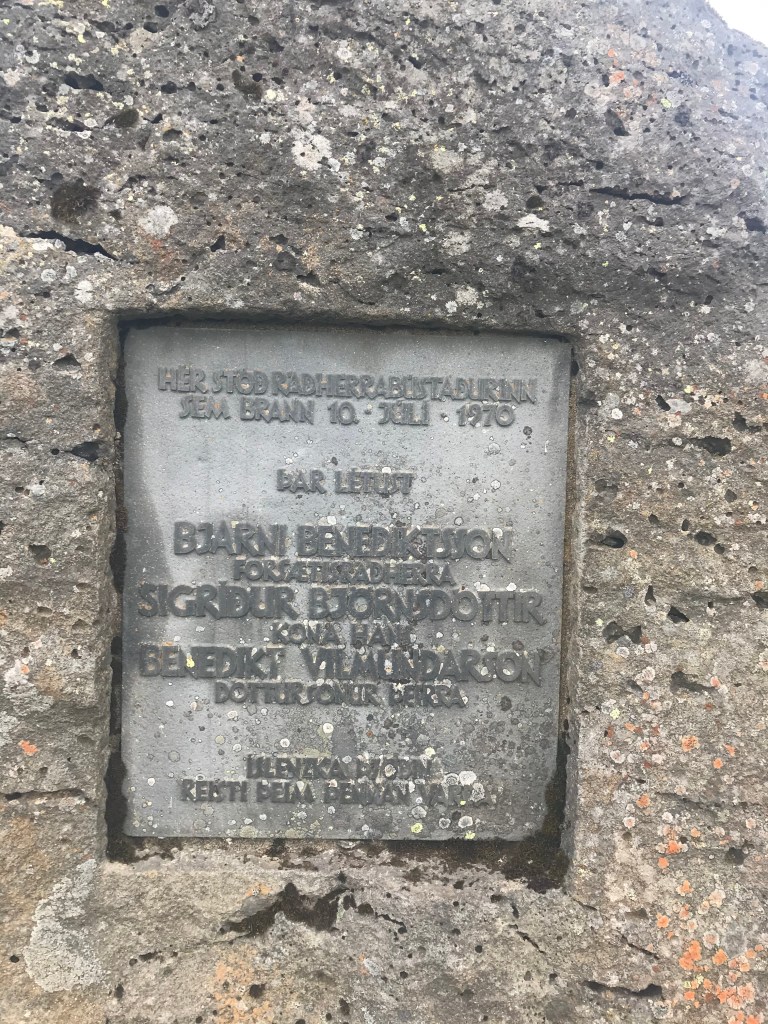 HÉR STÓÐ RÁÐHERRABÚSTAÐURINN
SEM BRANN 10. JÚLÍ · 1970
ÞAR LÉTUST
BJARNI BENEDIKTSSON
FORSÆTISRÁÐHERRA
SIGRÍÐUR BJÖRNSDÓTTIR
KONA HANS
BENEDIKT VILMUNDARSON
DÓTTURSONUR ÞEIRRA
ÍSLENZKA ÞJÓÐIN
REISTI ÞEIM ÞENNAN VARÐA